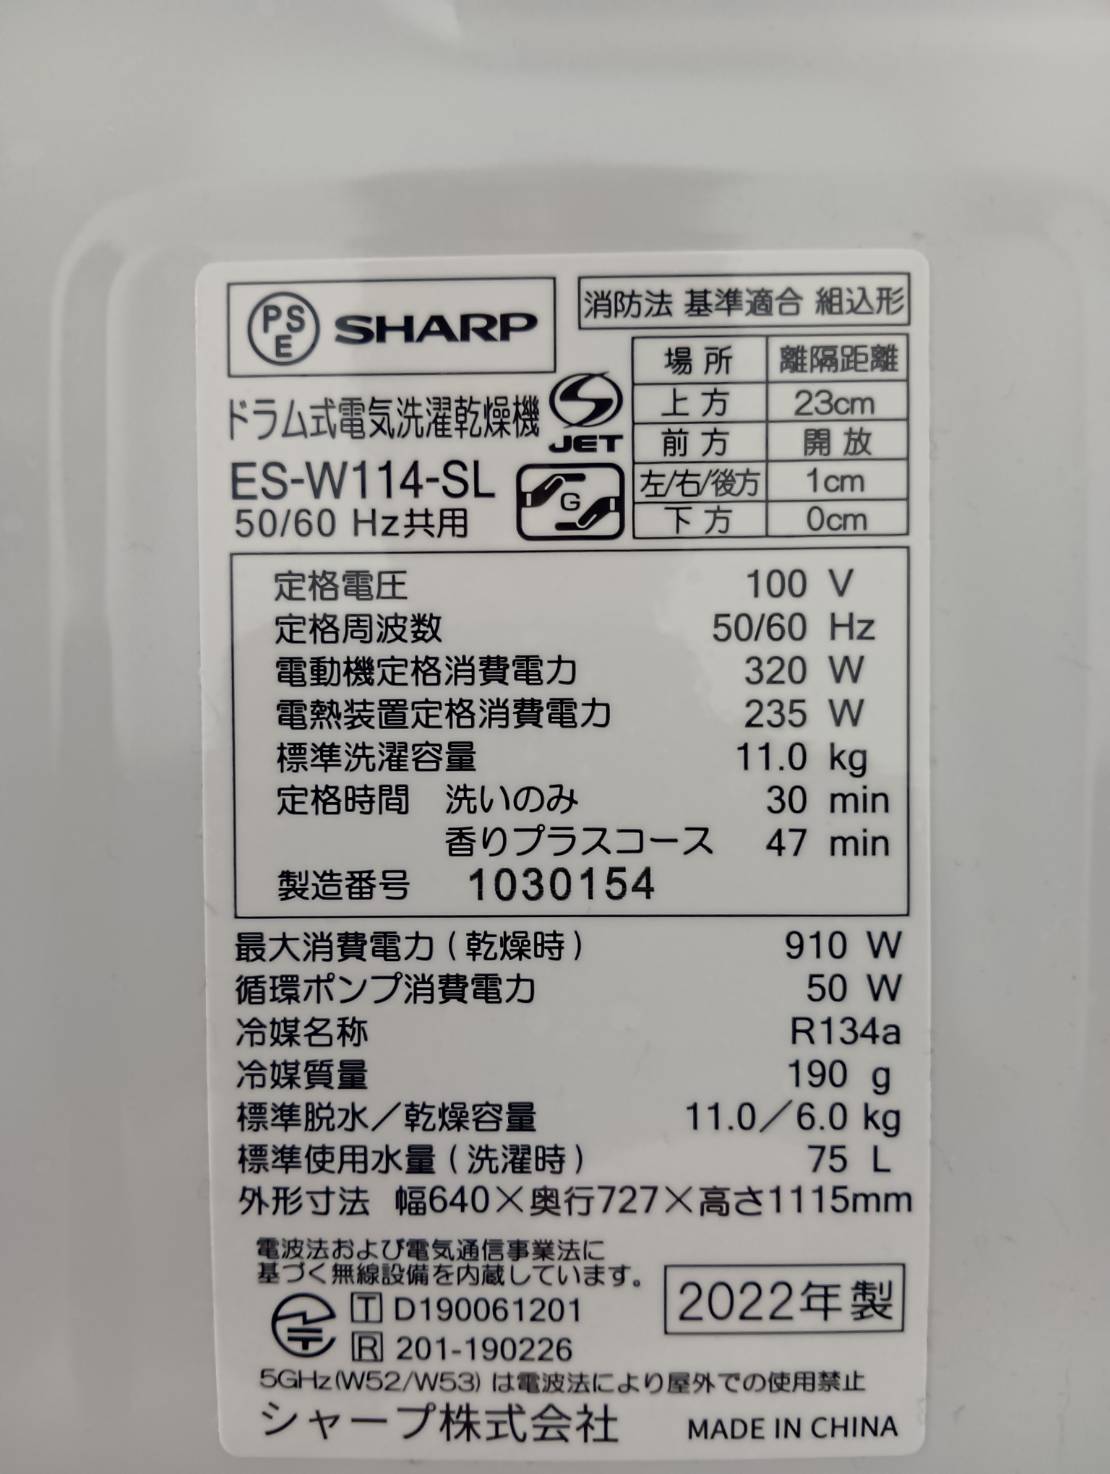 PSE SHARP
消防法 基準適合 組込形
場所 離隔距離
上方 23cm
前方 開放
左/右/後方 1cm
下方 0cm
ドラム式電気洗濯乾燥機
S JET
ES-W114-SL
G
50/60 Hz共用
定格電圧 100 V
定格周波数 50/60 Hz
電動機定格消費電力 320 W
電熱装置定格消費電力 235 W
標準洗濯容量 11.0 kg
定格時間 洗いのみ 30 min
香りプラスコース 47 min
製造番号 1030154
最大消費電力(乾燥時) 910 W
循環ポンプ消費電力 50 W
冷媒名称 R134a
冷媒質量 190 g
標準脱水／乾燥容量 11.0／6.0 kg
標準使用水量(洗濯時) 75 L
外形寸法 幅640×奥行727×高さ1115mm
電波法および電気通信事業法に
基づく無線設備を内蔵しています。
T D190061201
R 201-190226
2022年製
5GHz(W52/W53)は電波法により屋外での使用禁止
シャープ株式会社 MADE IN CHINA